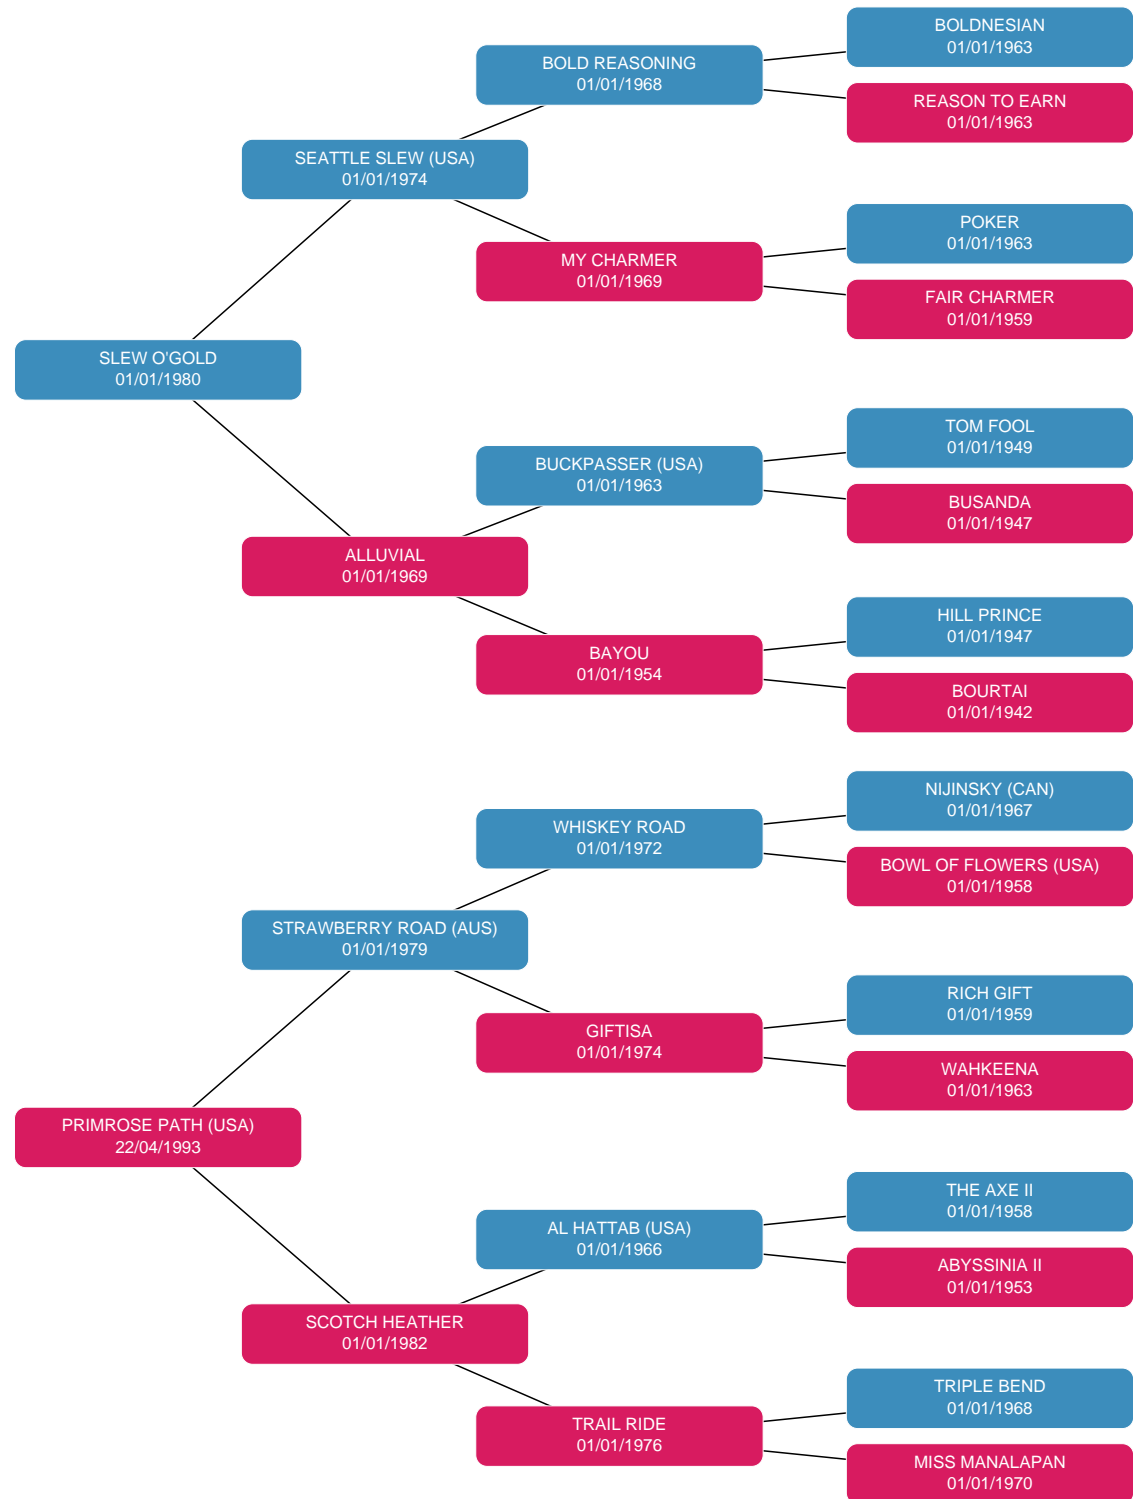 BOLDNESIAN
01/01/1963
BOLD REASONING
01/01/1968
REASON TO EARN
01/01/1963
SEATTLE SLEW (USA)
01/01/1974
POKER
01/01/1963
MY CHARMER
01/01/1969
FAIR CHARMER
01/01/1959
SLEW O'GOLD
01/01/1980
TOM FOOL
01/01/1949
BUCKPASSER (USA)
01/01/1963
BUSANDA
01/01/1947
ALLUVIAL
01/01/1969
HILL PRINCE
01/01/1947
BAYOU
01/01/1954
BOURTAI
01/01/1942
NIJINSKY (CAN)
01/01/1967
WHISKEY ROAD
01/01/1972
BOWL OF FLOWERS (USA)
01/01/1958
STRAWBERRY ROAD (AUS)
01/01/1979
RICH GIFT
01/01/1959
GIFTISA
01/01/1974
WAHKEENA
01/01/1963
PRIMROSE PATH (USA)
22/04/1993
THE AXE II
01/01/1958
AL HATTAB (USA)
01/01/1966
ABYSSINIA II
01/01/1953
SCOTCH HEATHER
01/01/1982
TRIPLE BEND
01/01/1968
TRAIL RIDE
01/01/1976
MISS MANALAPAN
01/01/1970